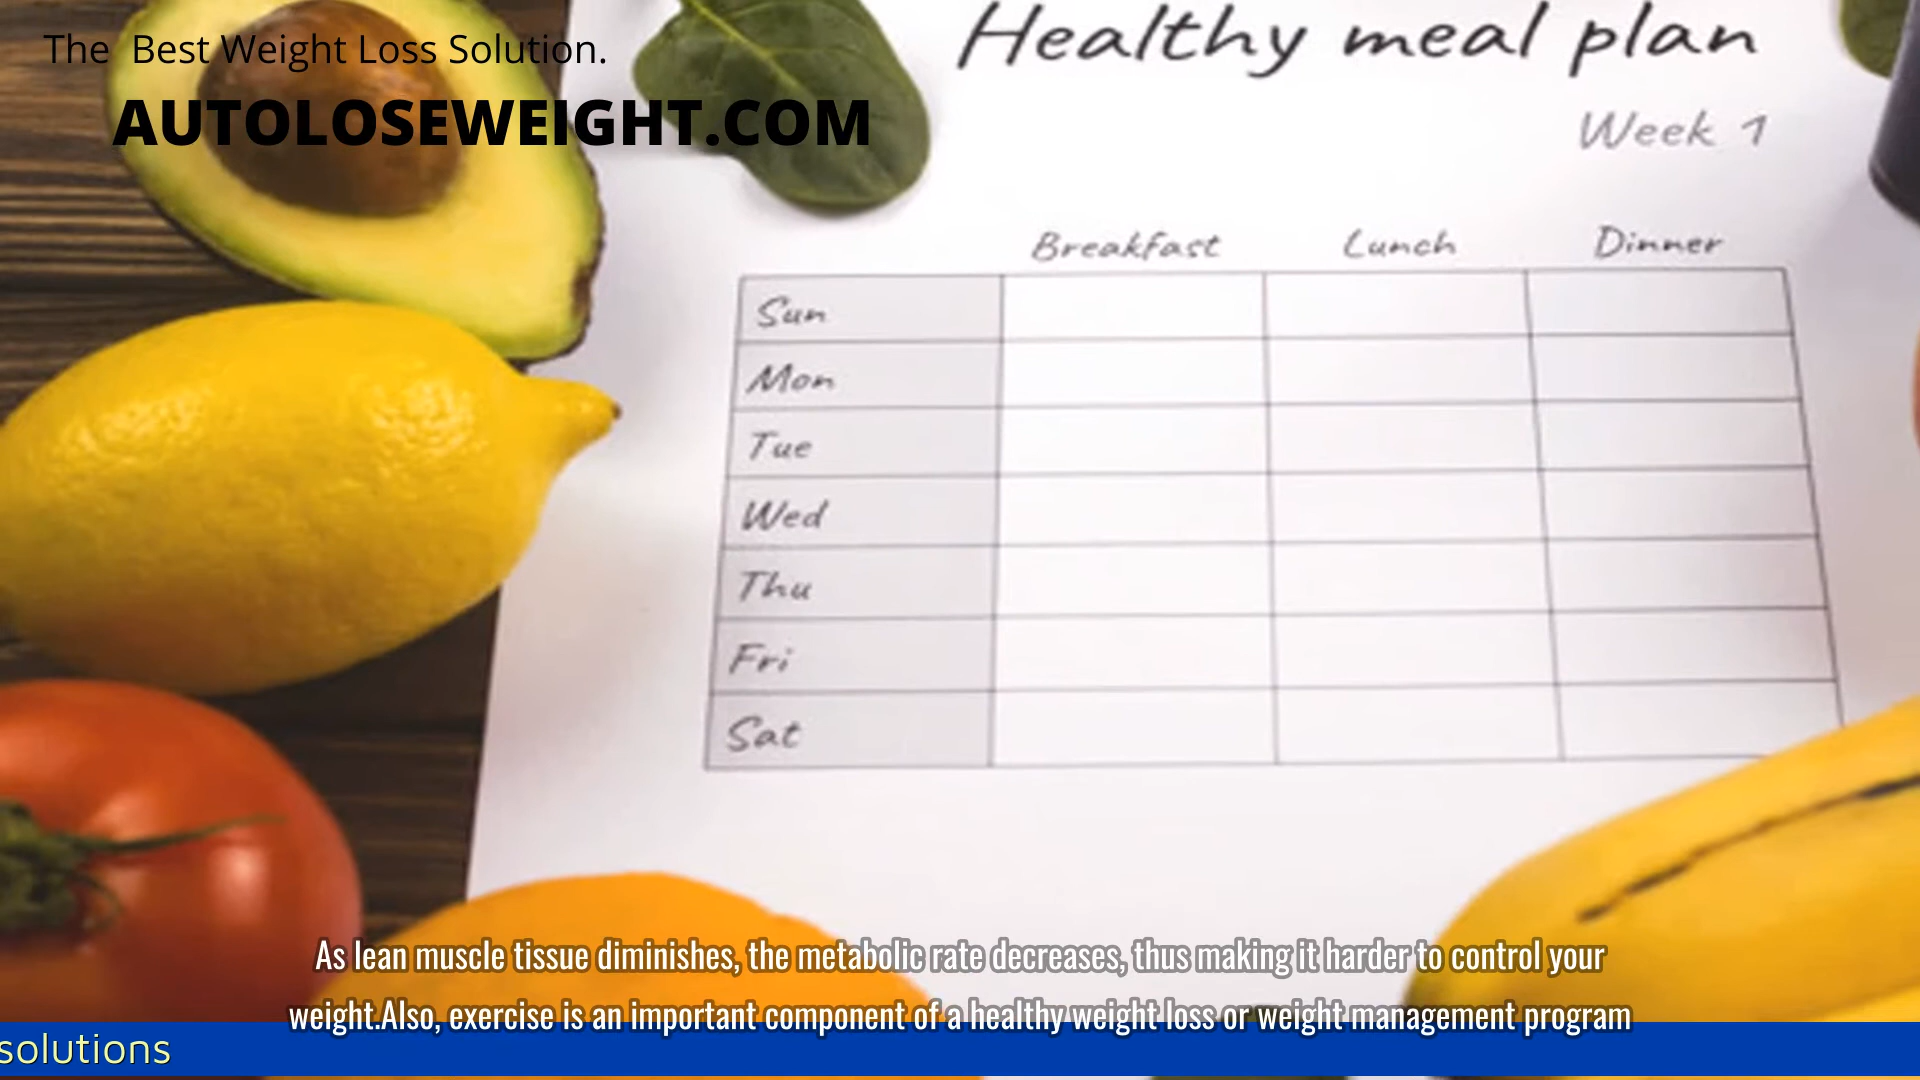 The Best Weight Loss Solution.
AUTOLOSEWEIGHT.COM
Healthy meal plan
Week 1
Breakfast Lunch Dinner
Sun
Mon
Tue
Wed
Thu
Fri
Sat
As lean muscle tissue diminishes, the metabolic rate decreases, thus making it harder to control your
weight.Also, exercise is an important component of a healthy weight loss or weight management program
solutions